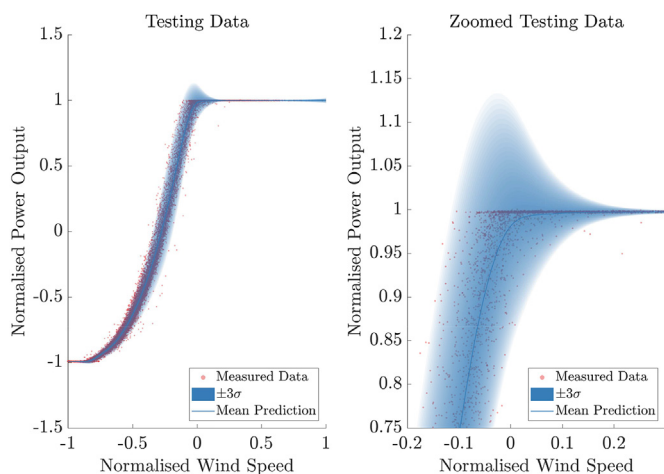 Testing Data
1.5
1
0.5
0
-0.5
-1
-1.5
Normalised Power Output
Measured Data
±3σ
Mean Prediction
-1 -0.5 0 0.5 1
Normalised Wind Speed
Zoomed Testing Data
1.2
1.15
1.1
1.05
1
0.95
0.9
0.85
0.8
0.75
Normalised Power Output
Measured Data
±3σ
Mean Prediction
-0.2 -0.1 0 0.1 0.2
Normalised Wind Speed